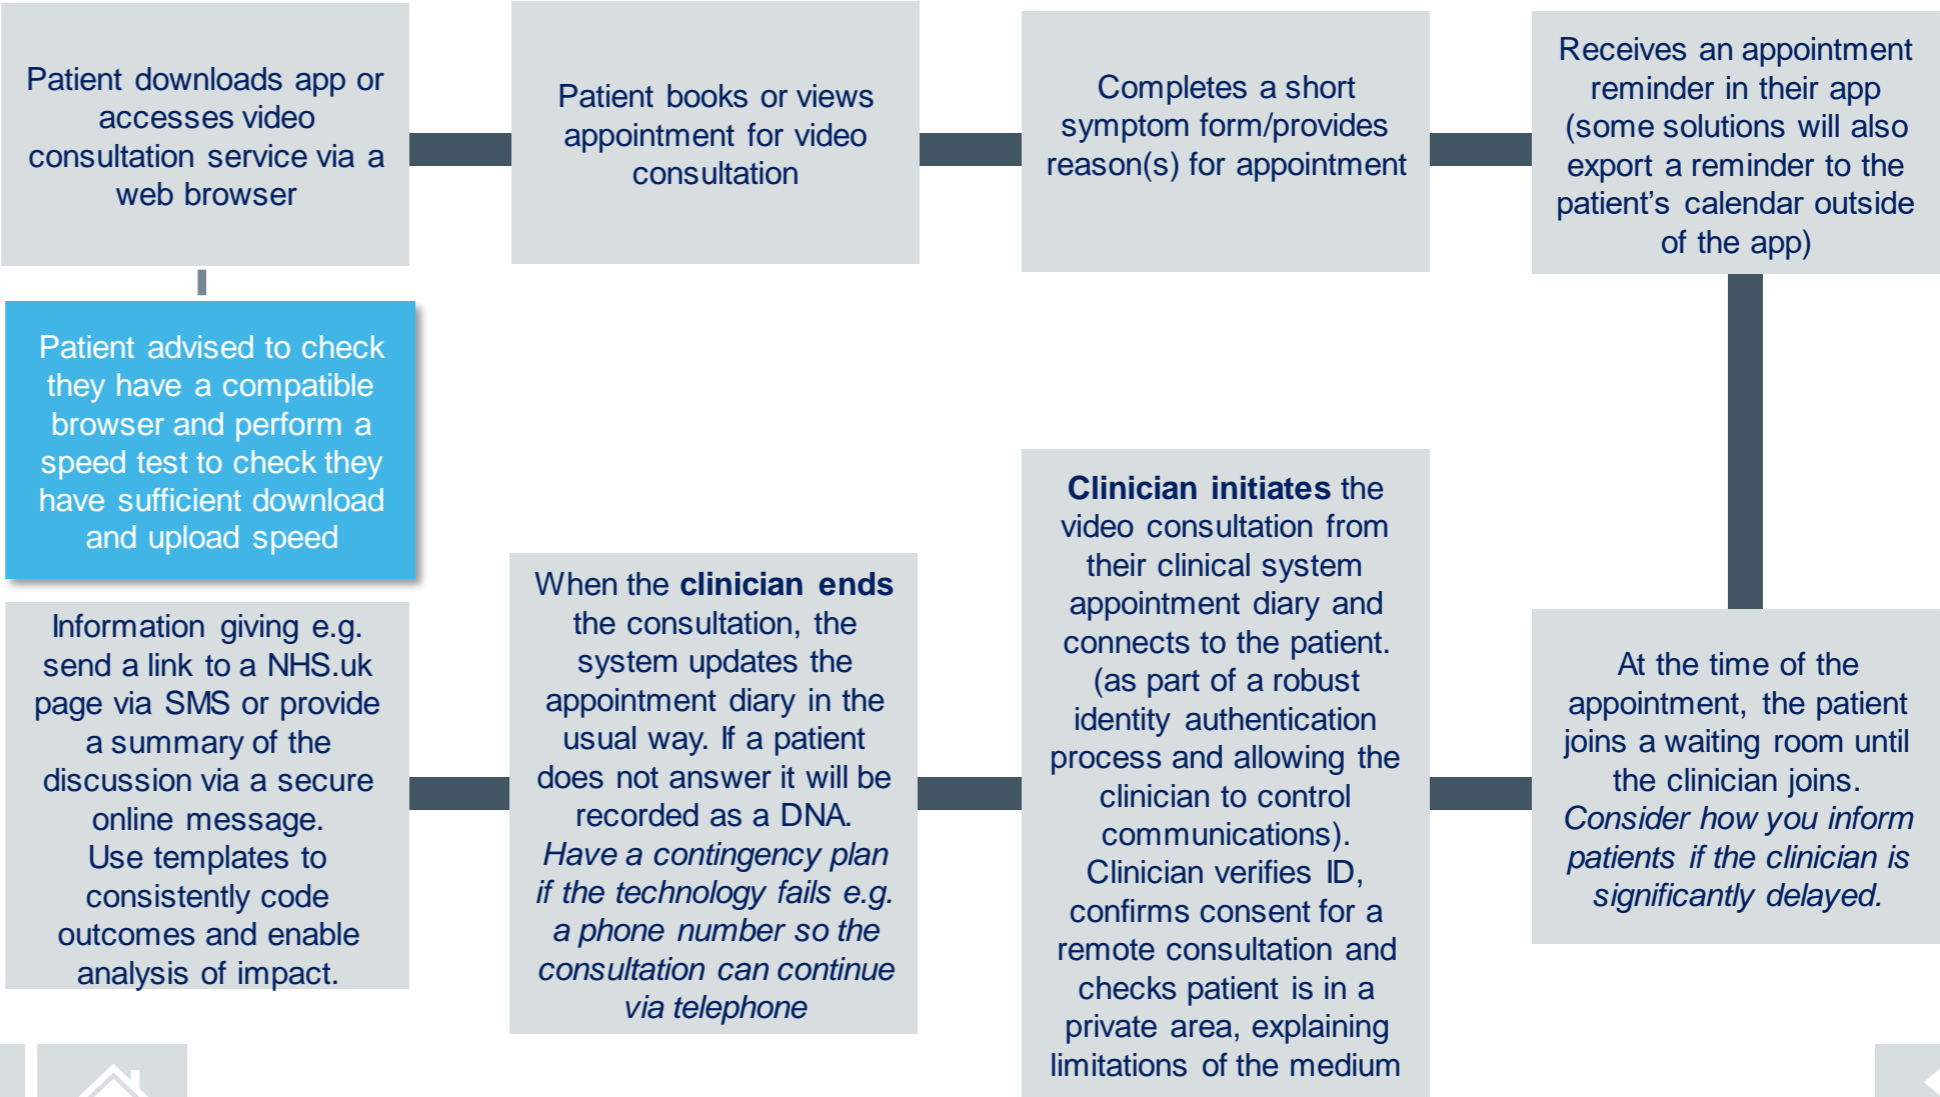 Patient downloads app or
accesses video
consultation service via a
web browser
Patient books or views
appointment for video
consultation
Completes a short
symptom form/provides
reason(s) for appointment
Receives an appointment
reminder in their app
(some solutions will also
export a reminder to the
patient’s calendar outside
of the app)
Patient advised to check
they have a compatible
browser and perform a
speed test to check they
have sufficient download
and upload speed
At the time of the
appointment, the patient
joins a waiting room until
the clinician joins.
Consider how you inform
patients if the clinician is
significantly delayed.
Clinician initiates the
video consultation from
their clinical system
appointment diary and
connects to the patient.
(as part of a robust
identity authentication
process and allowing the
clinician to control
communications).
Clinician verifies ID,
confirms consent for a
remote consultation and
checks patient is in a
private area, explaining
limitations of the medium
When the clinician ends
the consultation, the
system updates the
appointment diary in the
usual way. If a patient
does not answer it will be
recorded as a DNA.
Have a contingency plan
if the technology fails e.g.
a phone number so the
consultation can continue
via telephone
Information giving e.g.
send a link to a NHS.uk
page via SMS or provide
a summary of the
discussion via a secure
online message.
Use templates to
consistently code
outcomes and enable
analysis of impact.